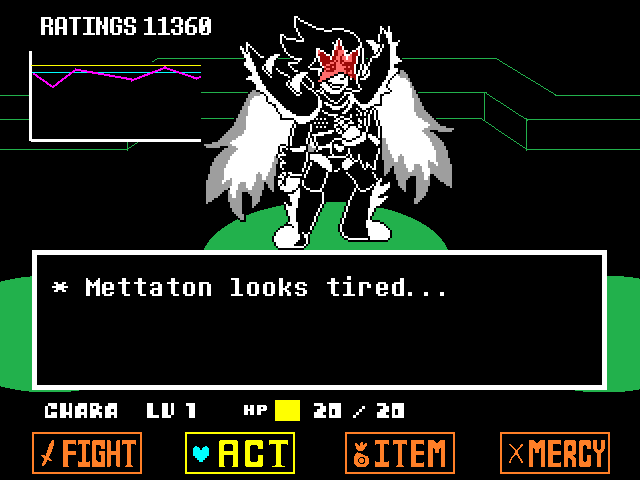 RATINGS 11360
* Mettaton looks tired...
CHARA LV 1 HP 20 / 20
FIGHT ACT ITEM MERCY